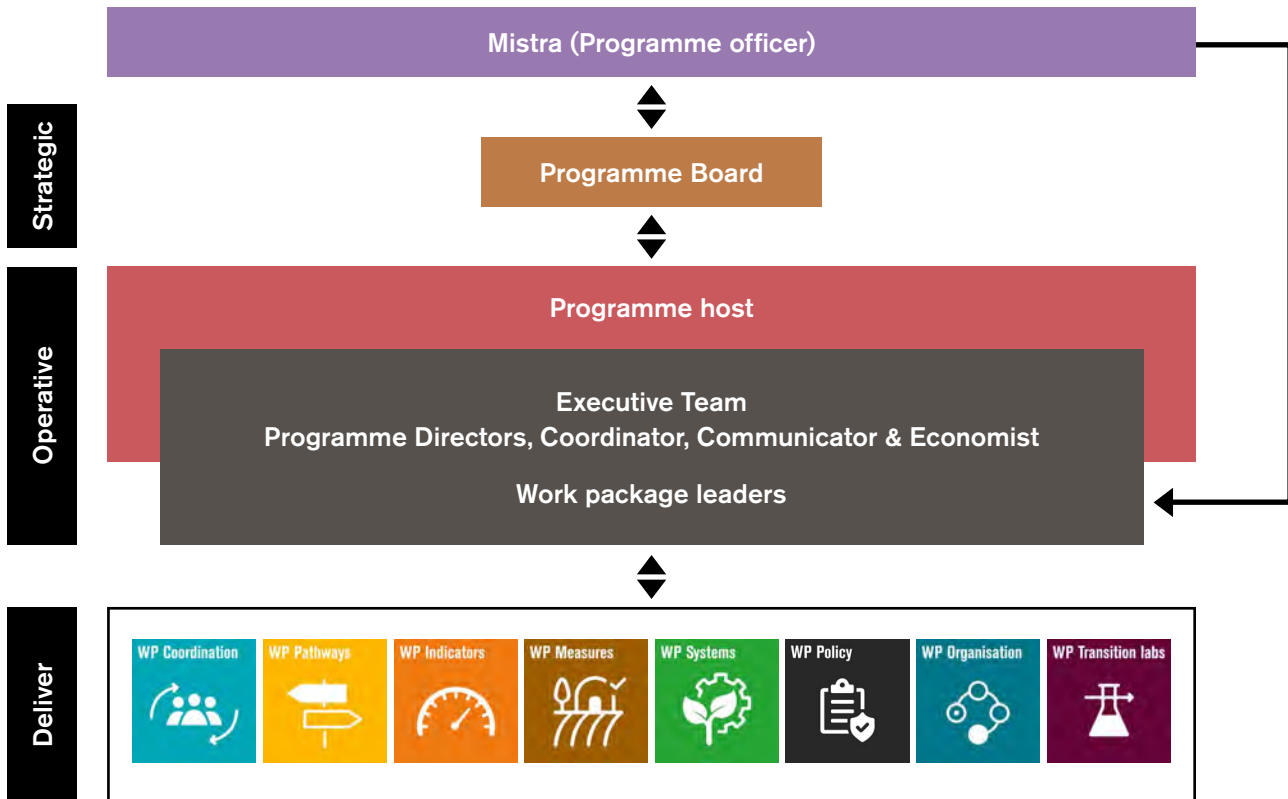 Mistra (Programme officer)
Strategic
Programme Board
Operative
Programme host
Executive Team
Programme Directors, Coordinator, Communicator & Economist
Work package leaders
Deliver
WP Coordination
WP Pathways
WP Indicators
WP Measures
WP Systems
WP Policy
WP Organisation
WP Transition labs